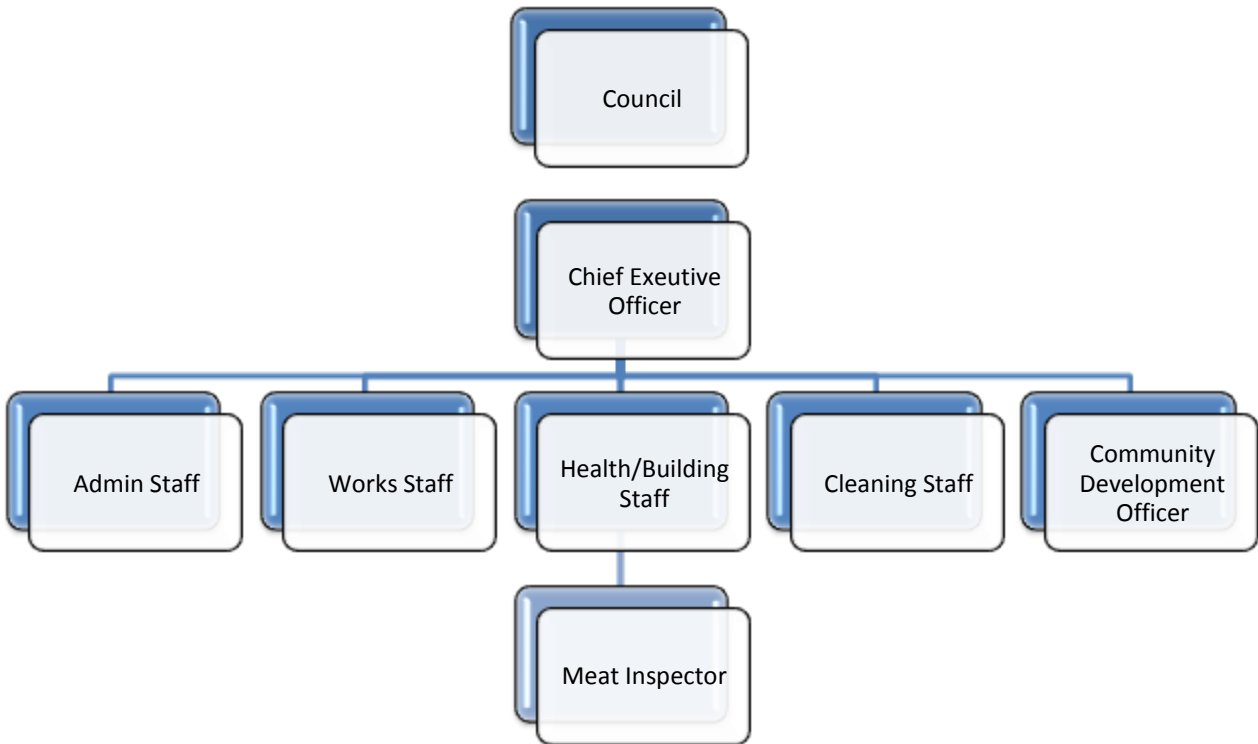 Council
Chief Exeutive
Officer
Admin Staff
Works Staff
Health/Building
Staff
Cleaning Staff
Community
Development
Officer
Meat Inspector